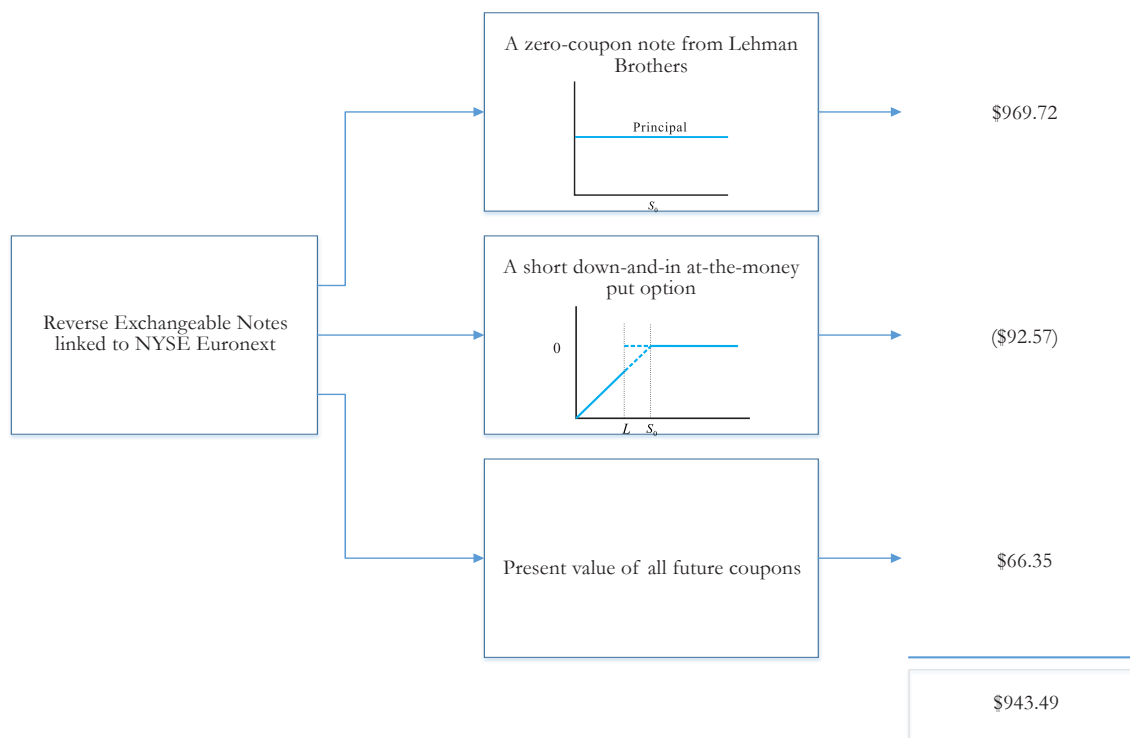 A zero-coupon note from Lehman
Brothers
Principal
S₀
$969.72
Reverse Exchangeable Notes
linked to NYSE Euronext
A short down-and-in at-the-money
put option
0
L S₀
($92.57)
Present value of all future coupons
$66.35
$943.49